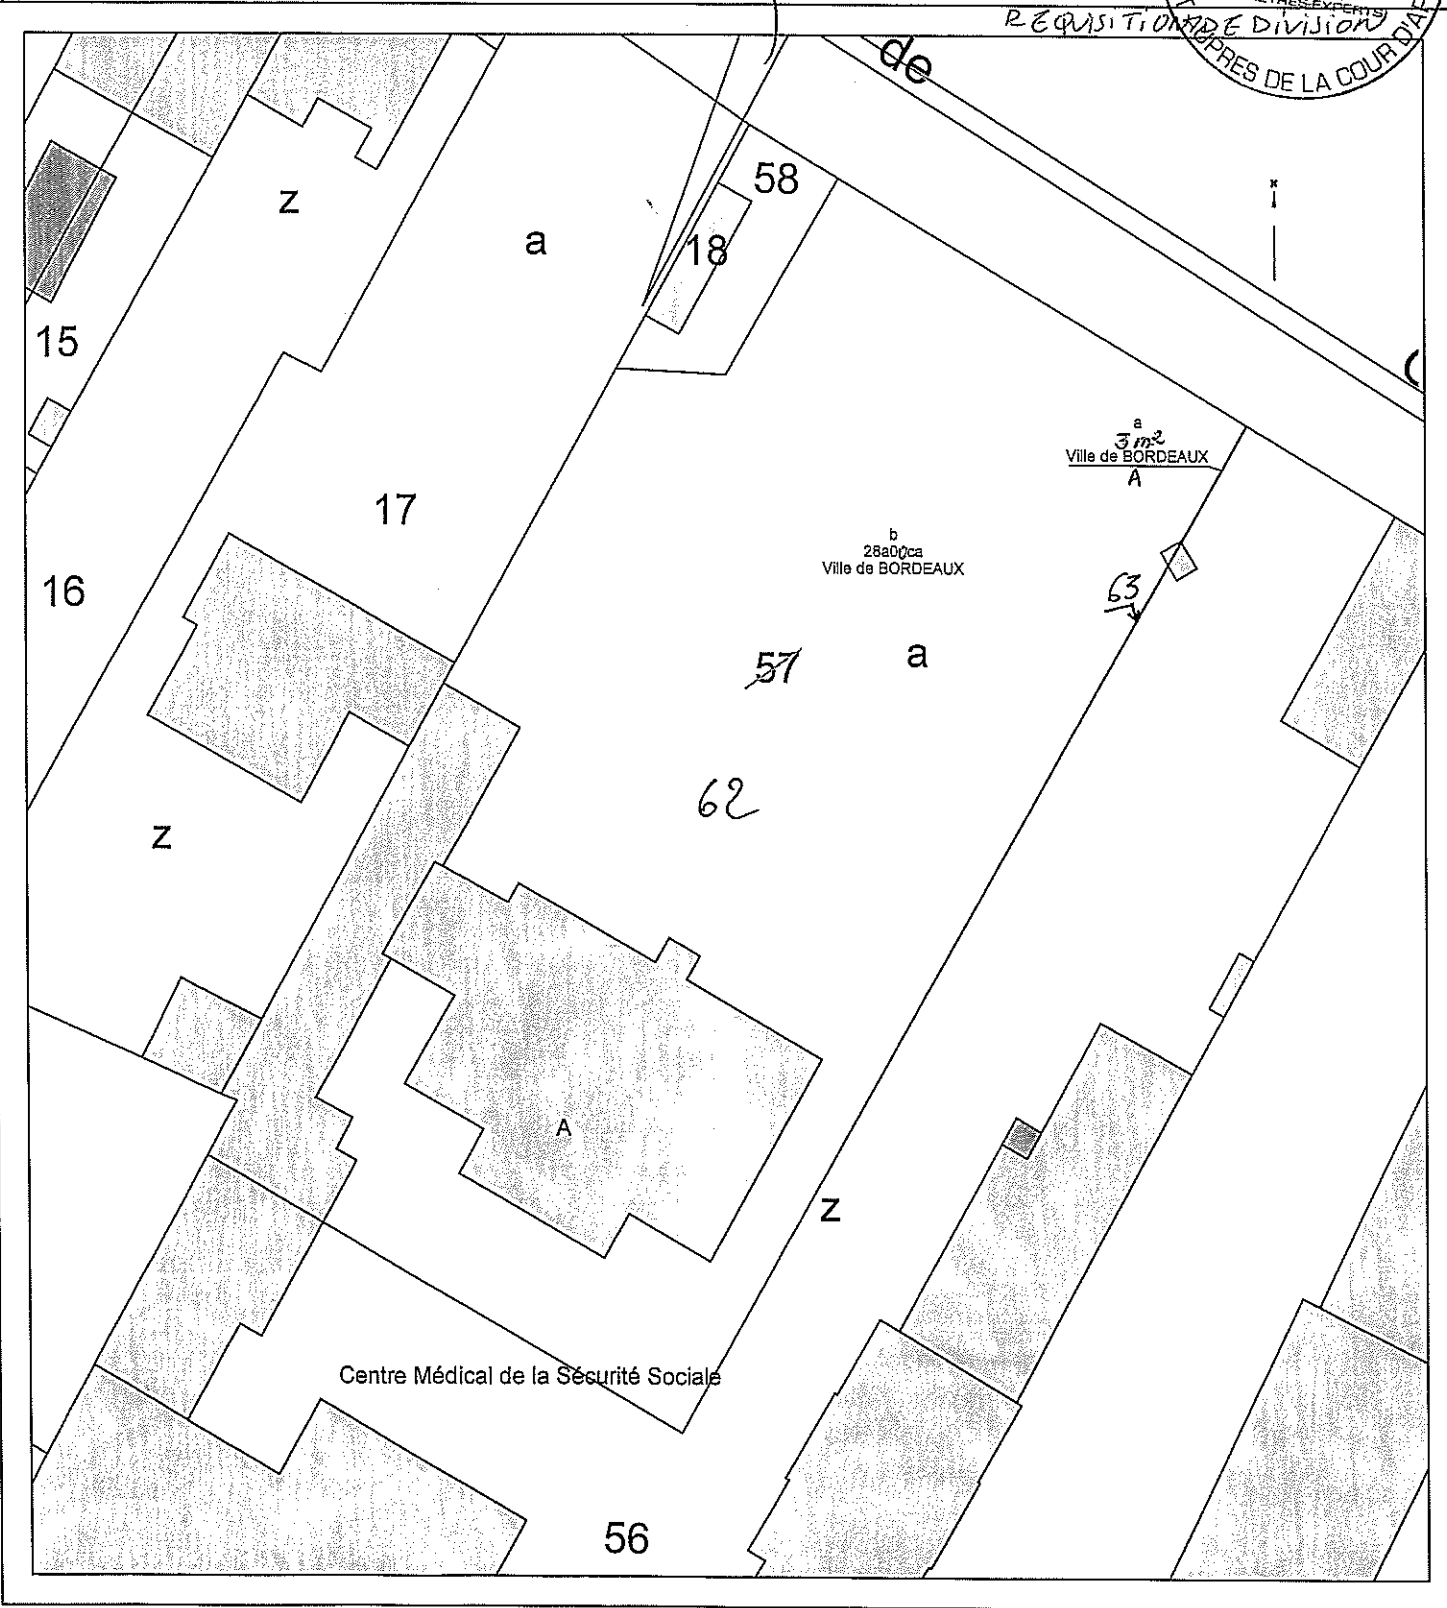 REQUISITION DE DIVISION
PRES DE LA COUR D'AP
de
58
z
18
a
15
a
3 m²
Ville de BORDEAUX
A
17
b
28a00ca
Ville de BORDEAUX
16
63
57
a
62
z
A
z
Centre Médical de la Sécurité Sociale
56